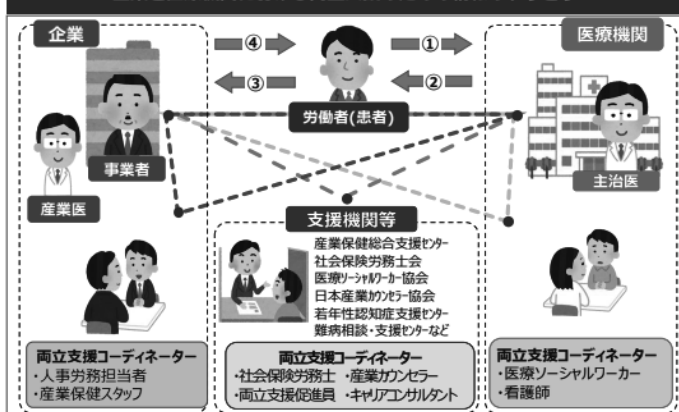 企業
④
①
医療機関
③
②
労働者(患者)
事業者
産業医
主治医
支援機関等
産業保健総合支援センター
社会保険労務士会
医療ソーシャルワーカー協会
日本産業カウンセラー協会
若年性認知症支援センター
難病相談・支援センターなど
両立支援コーディネーター
・人事労務担当者
・産業保健スタッフ
両立支援コーディネーター
・社会保険労務士 ・産業カウンセラー
・両立支援促進員 ・キャリアコンサルタント
両立支援コーディネーター
・医療ソーシャルワーカー
・看護師